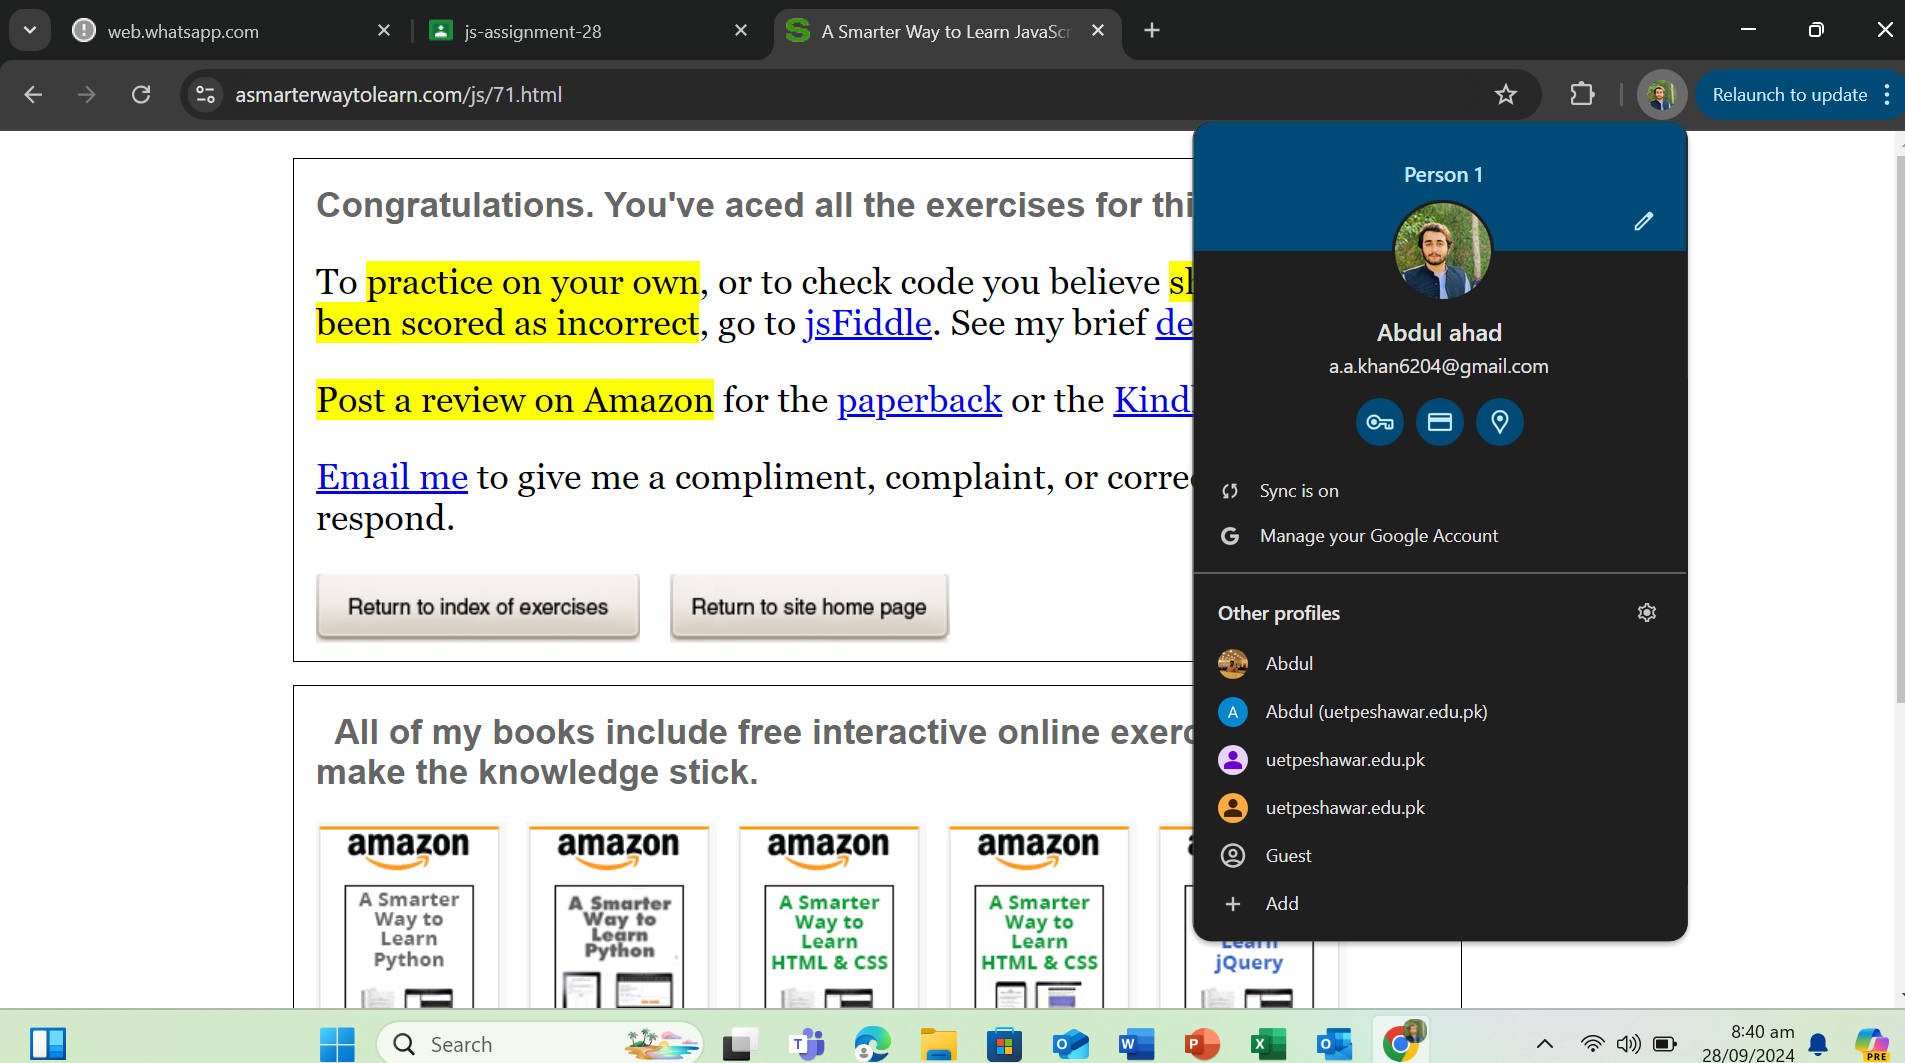 web.whatsapp.com
js-assignment-28
A Smarter Way to Learn JavaScr
asmarterwaytolearn.com/js/71.html
Relaunch to update
Congratulations. You've aced all the exercises for thi
To practice on your own, or to check code you believe sh
been scored as incorrect, go to jsFiddle. See my brief de
Post a review on Amazon for the paperback or the Kindl
Email me to give me a compliment, complaint, or corre
respond.
Return to index of exercises
Return to site home page
All of my books include free interactive online exerc
make the knowledge stick.
amazon
A Smarter
Way to
Learn
Python
amazon
A Smarter
Way to
Learn
Python
amazon
A Smarter
Way to
Learn
HTML & CSS
amazon
A Smarter
Way to
Learn
HTML & CSS
Learn
jQuery
Person 1
Abdul ahad
a.a.khan6204@gmail.com
Sync is on
Manage your Google Account
Other profiles
Abdul
A
Abdul (uetpeshawar.edu.pk)
uetpeshawar.edu.pk
uetpeshawar.edu.pk
Guest
Add
Search
8:40 am
28/09/2024
PRE